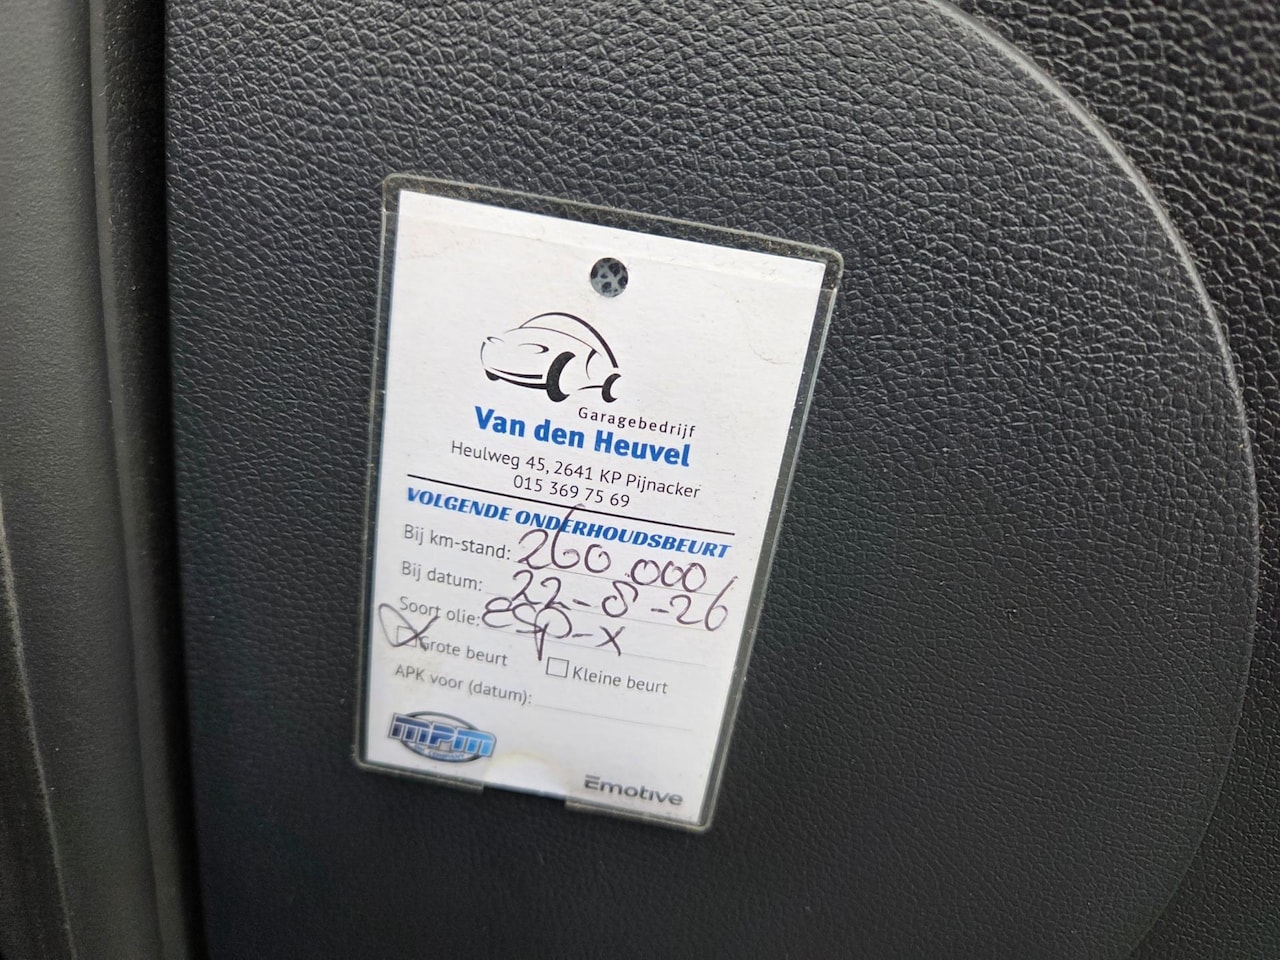 Garagebedrijf
Van den Heuvel
Heulweg 45, 2641 KP Pijnacker
015 369 75 69
VOLGENDE ONDERHOUDSBEURT
Bij km-stand: 260 000
Bij datum: 22-8-26
Soort olie: esp-x
Grote beurt Kleine beurt
APK voor (datum):
MPM
Emotive